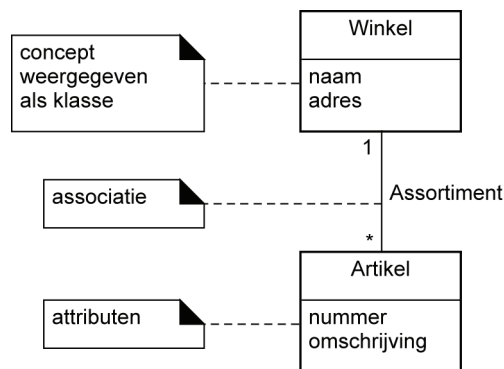 concept
weergegeven
als klasse
Winkel
naam
adres
1
associatie
Assortiment
*
Artikel
attributen
nummer
omschrijving